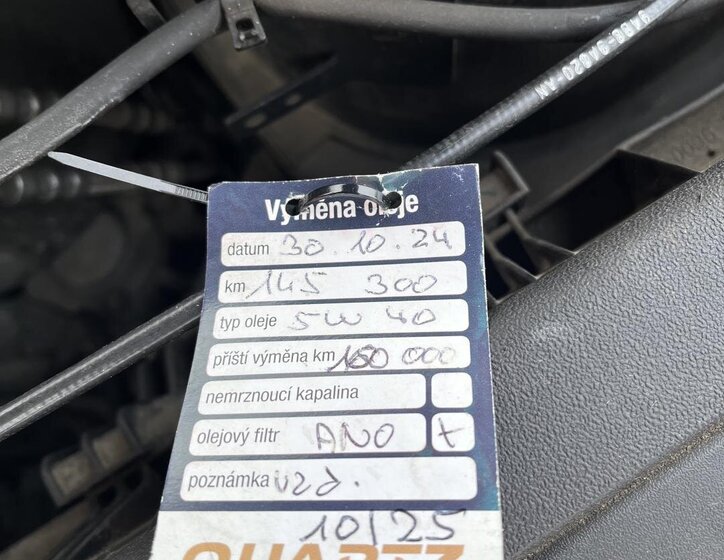 Výměna oleje
datum 30.10.24
km 145 300
typ oleje 5W 40
příští výměna km 160 000
nemrznoucí kapalina
olejový filtr ANO +
poznámka vzd.
10/25
QUARTZ